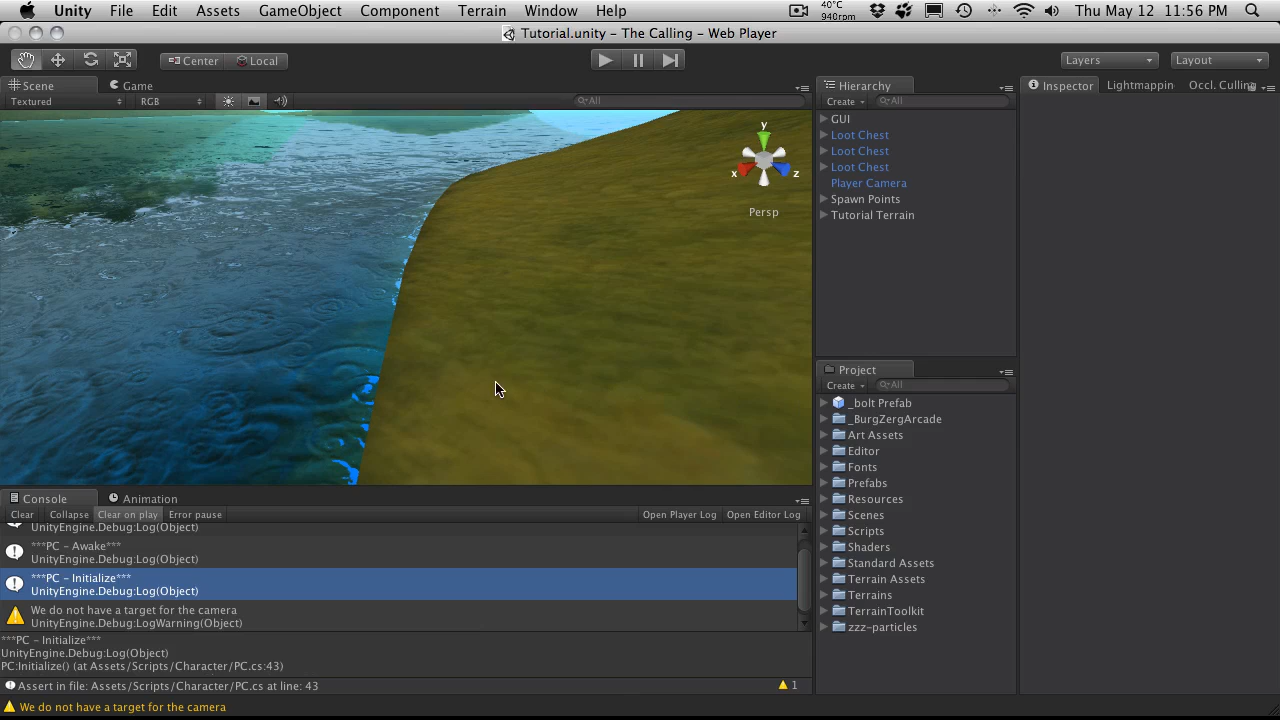 Unity File Edit Assets GameObject Component Terrain Window Help 40°C 940rpm Thu May 12 11:56 PM
Tutorial.unity – The Calling – Web Player
Center Local Layers Layout
Scene Game
Textured RGB All
y
x z
Persp
Hierarchy
Create All
GUI
Loot Chest
Loot Chest
Loot Chest
Player Camera
Spawn Points
Tutorial Terrain
Inspector Lightmappin Occl. Culling
Project
Create All
_bolt Prefab
_BurgZergArcade
Art Assets
Editor
Fonts
Prefabs
Resources
Scenes
Scripts
Shaders
Standard Assets
Terrain Assets
Terrains
TerrainToolkit
zzz-particles
Console Animation
Clear Collapse Clear on play Error pause Open Player Log Open Editor Log
UnityEngine.Debug:Log(Object)
***PC – Awake***
UnityEngine.Debug:Log(Object)
***PC – Initialize***
UnityEngine.Debug:Log(Object)
We do not have a target for the camera
UnityEngine.Debug:LogWarning(Object)
***PC – Initialize***
UnityEngine.Debug:Log(Object)
PC:Initialize() (at Assets/Scripts/Character/PC.cs:43)
Assert in file: Assets/Scripts/Character/PC.cs at line: 43 1
We do not have a target for the camera